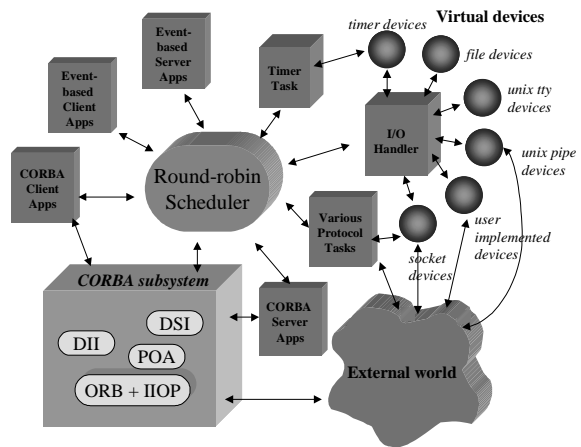 timer devices
Virtual devices
Event-
based
Server
Apps
file devices
Timer
Task
Event-
based
Client
Apps
unix tty
devices
I/O
Handler
unix pipe
devices
CORBA
Client
Apps
Round-robin
Scheduler
Various
Protocol
Tasks
user
implemented
devices
socket
devices
CORBA subsystem
CORBA
Server
Apps
DSI
DII
POA
ORB + IIOP
External world